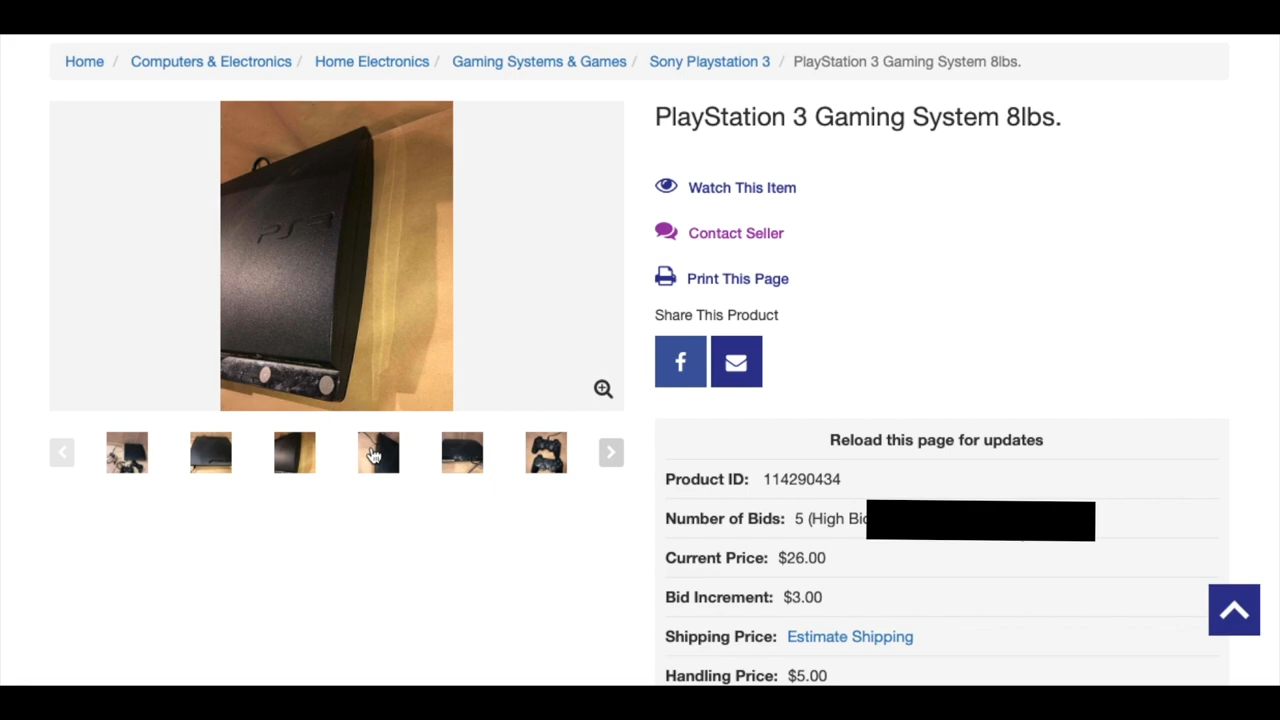 Home / Computers & Electronics / Home Electronics / Gaming Systems & Games / Sony Playstation 3 / PlayStation 3 Gaming System 8lbs.
PlayStation 3 Gaming System 8lbs.
PS3
Watch This Item
Contact Seller
Print This Page
Share This Product
f
Reload this page for updates
Product ID: 114290434
Number of Bids: 5 (High Bid
Current Price: $26.00
Bid Increment: $3.00
Shipping Price: Estimate Shipping
Handling Price: $5.00